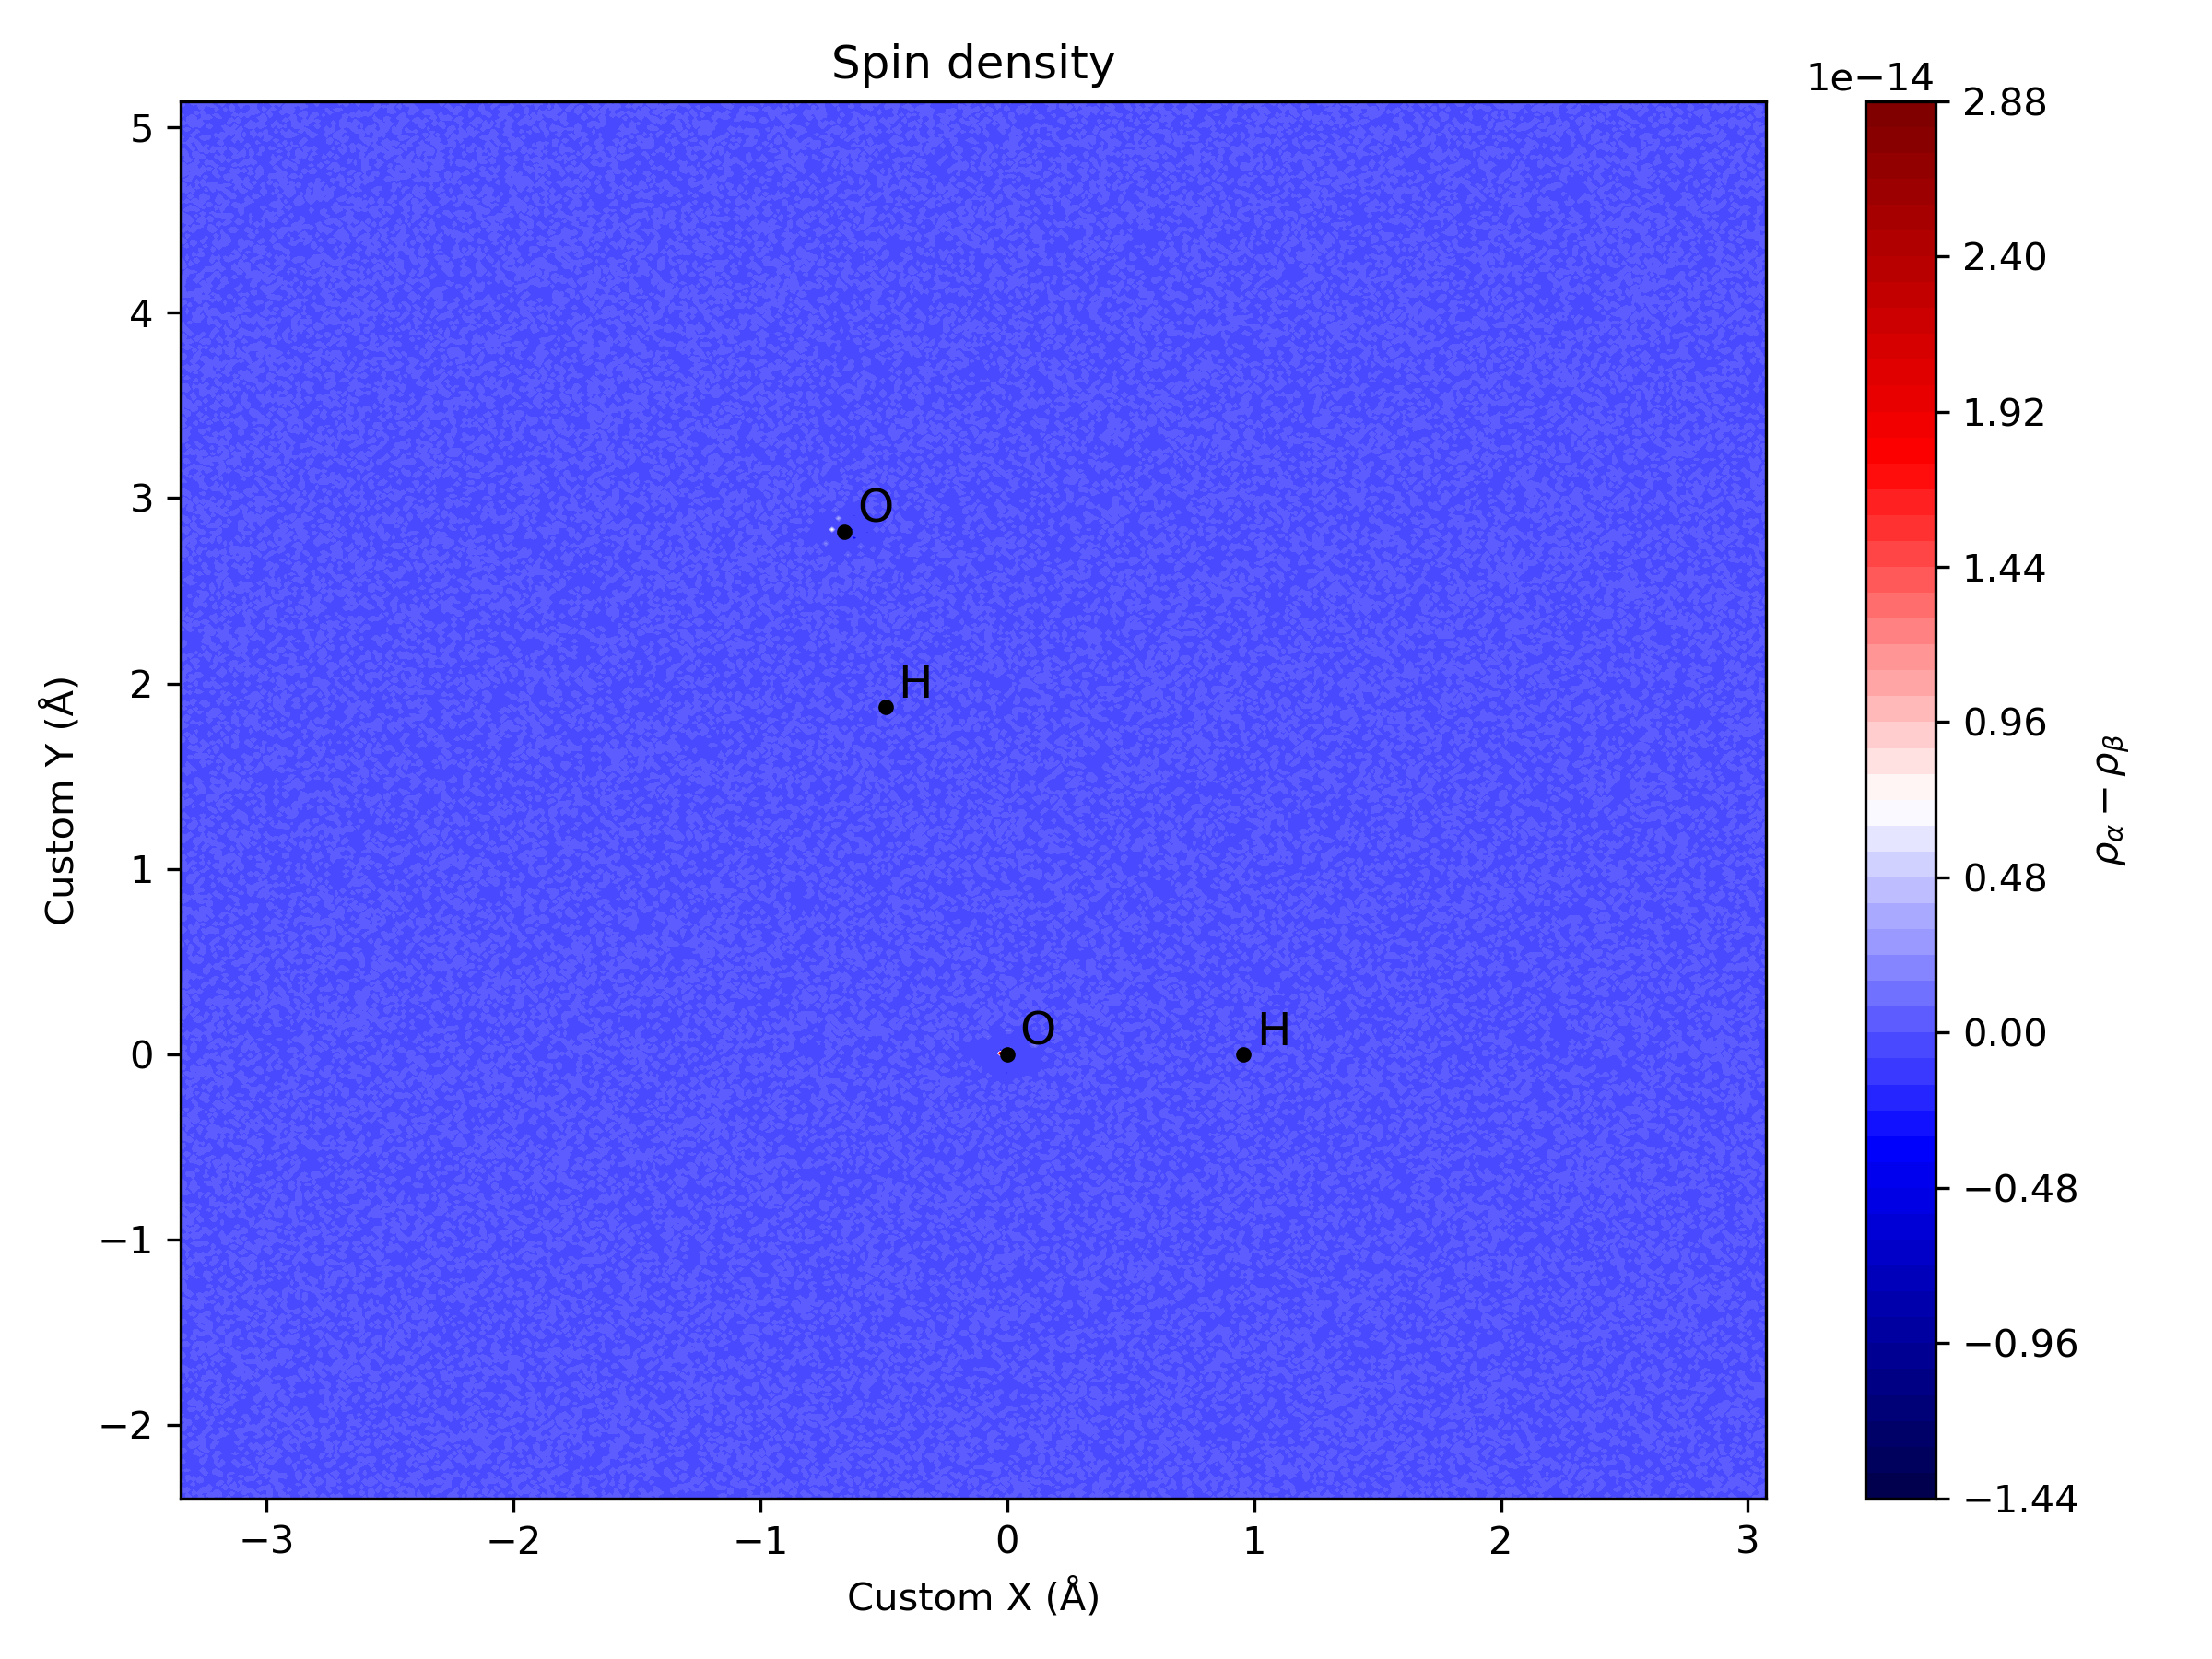 Spin density
1e−14
2.88
2.40
1.92
1.44
0.96
0.48
0.00
−0.48
−0.96
−1.44
ρα − ρβ
5
4
3
2
1
0
−1
−2
Custom Y (Å)
O
H
O
H
−3
−2
−1
0
1
2
3
Custom X (Å)